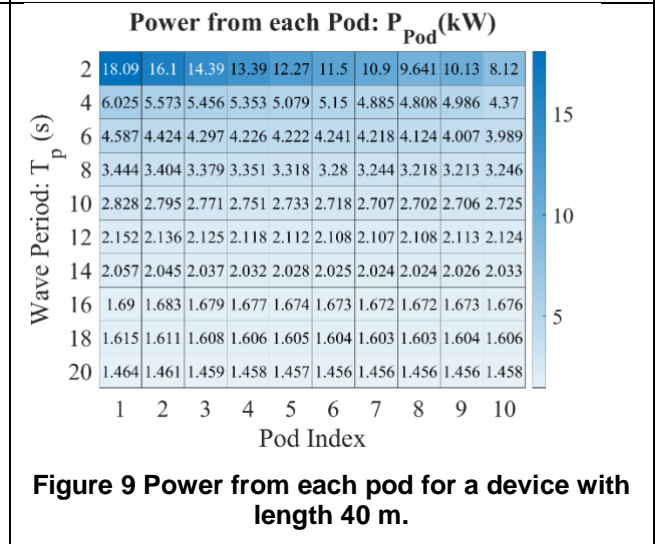 Power from each Pod: P_Pod(kW)
2 18.09 16.1 14.39 13.39 12.27 11.5 10.9 9.641 10.13 8.12
4 6.025 5.573 5.456 5.353 5.079 5.15 4.885 4.808 4.986 4.37
6 4.587 4.424 4.297 4.226 4.222 4.241 4.218 4.124 4.007 3.989
8 3.444 3.404 3.379 3.351 3.318 3.28 3.244 3.218 3.213 3.246
10 2.828 2.795 2.771 2.751 2.733 2.718 2.707 2.702 2.706 2.725
12 2.152 2.136 2.125 2.118 2.112 2.108 2.107 2.108 2.113 2.124
14 2.057 2.045 2.037 2.032 2.028 2.025 2.024 2.024 2.026 2.033
16 1.69 1.683 1.679 1.677 1.674 1.673 1.672 1.672 1.673 1.676
18 1.615 1.611 1.608 1.606 1.605 1.604 1.603 1.603 1.604 1.606
20 1.464 1.461 1.459 1.458 1.457 1.456 1.456 1.456 1.456 1.458
1 2 3 4 5 6 7 8 9 10
Pod Index
Wave Period: T_p (s)
15
10
5
Figure 9 Power from each pod for a device with
length 40 m.